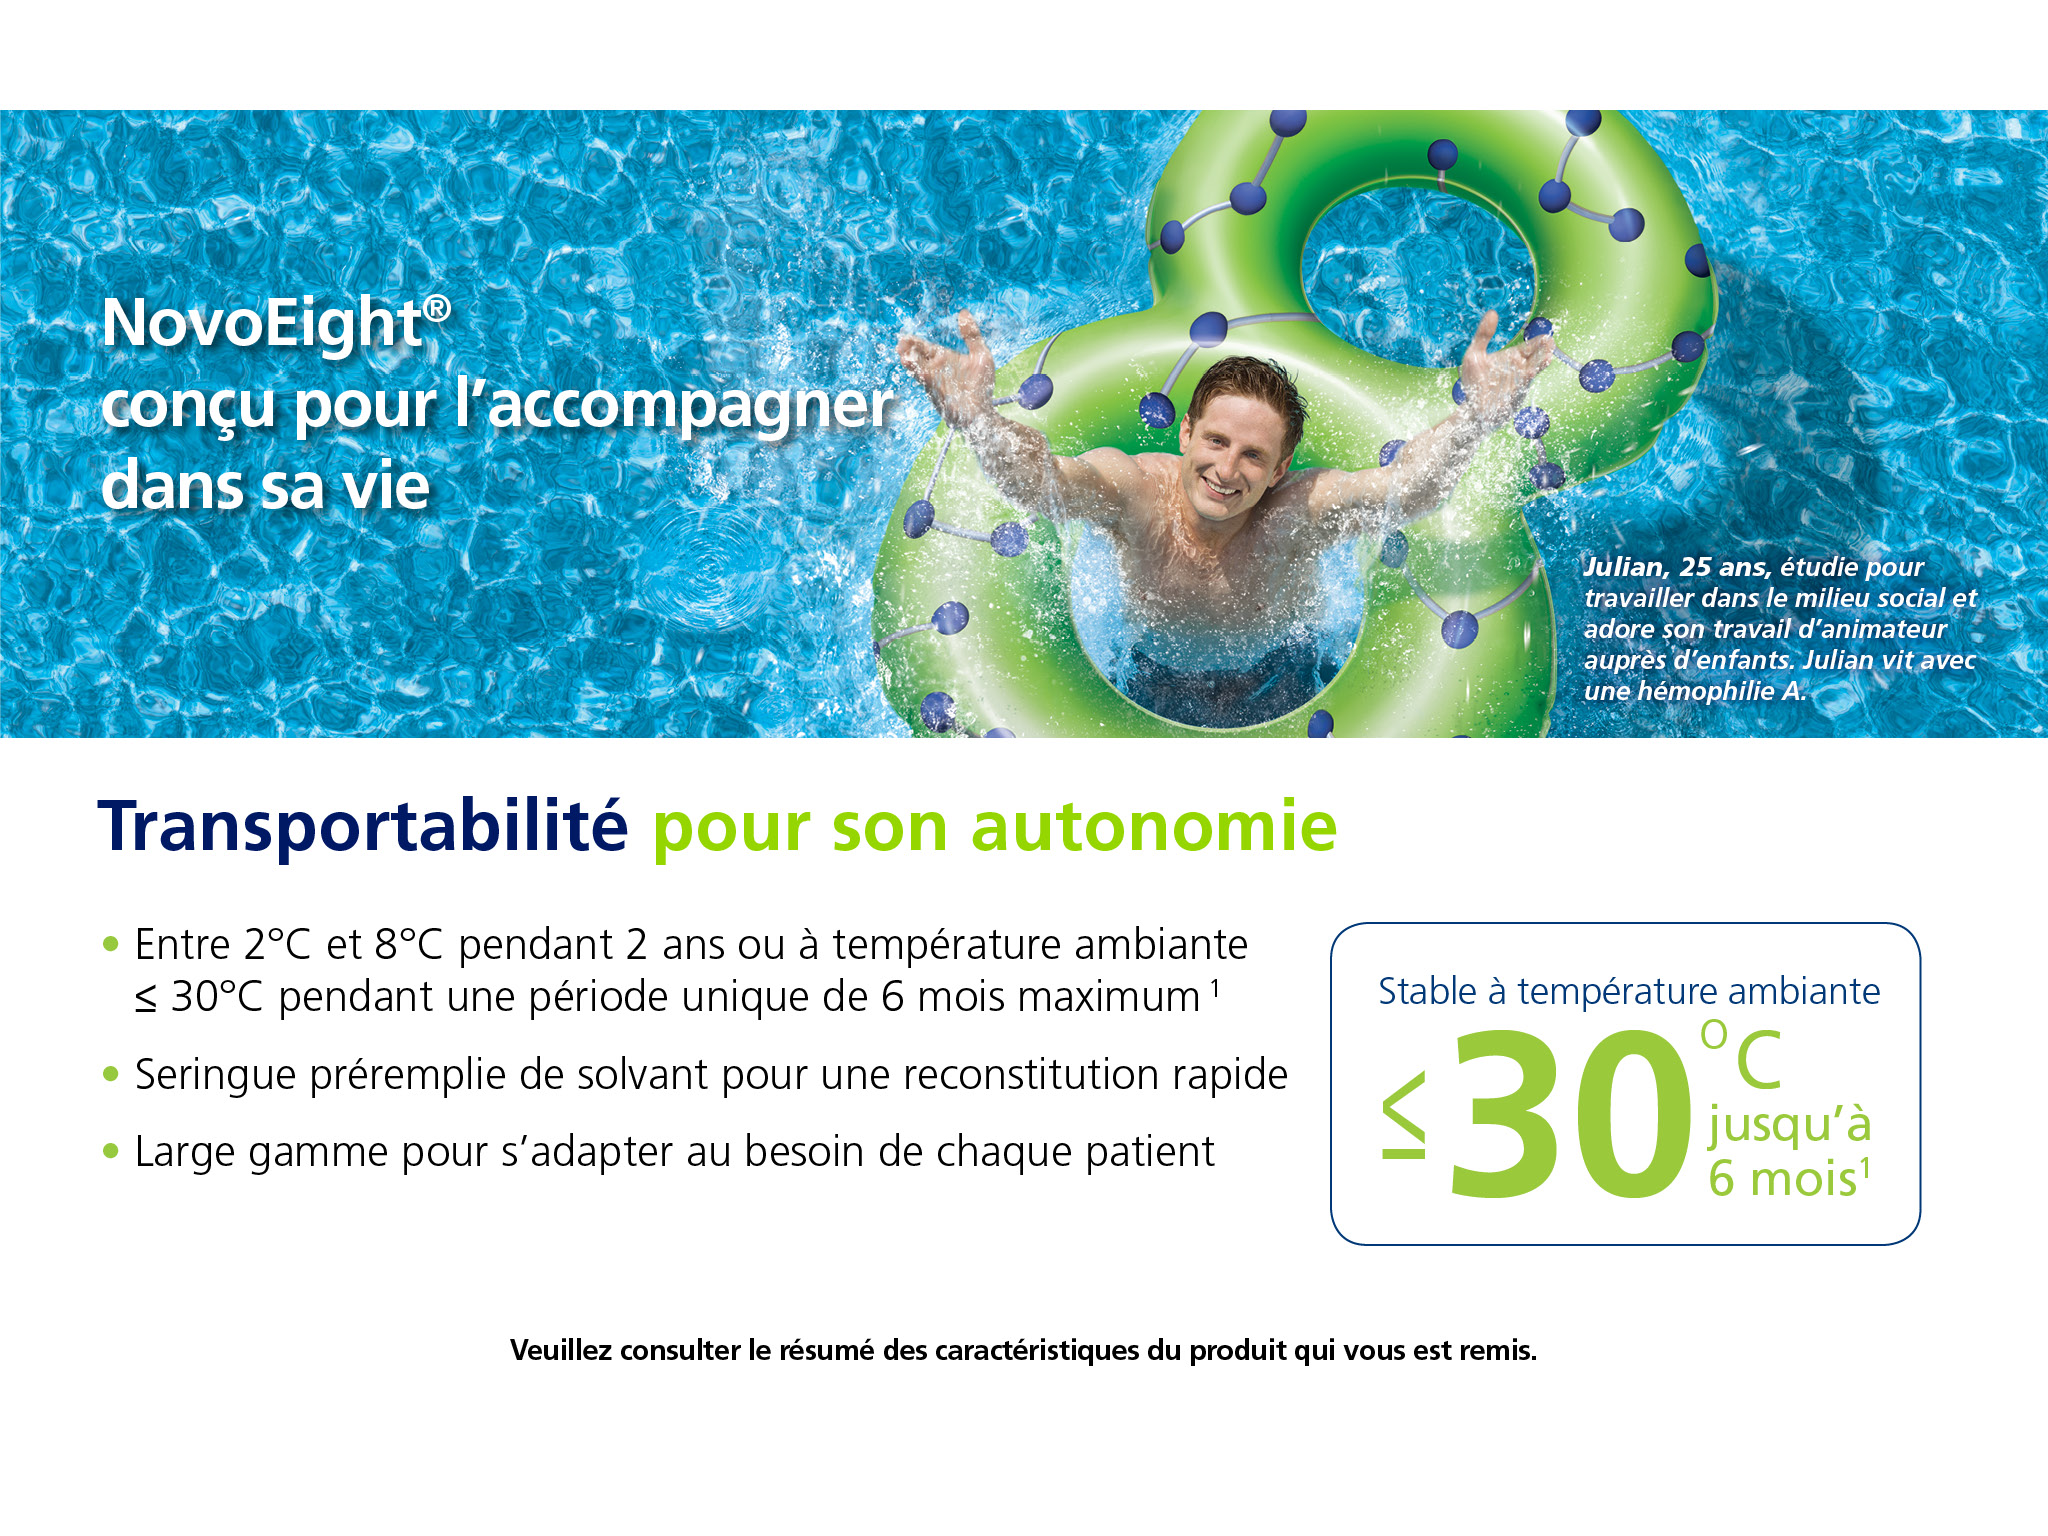 NovoEight®
conçu pour l’accompagner
dans sa vie
Julian, 25 ans, étudie pour
travailler dans le milieu social et
adore son travail d’animateur
auprès d’enfants. Julian vit avec
une hémophilie A.
Transportabilité pour son autonomie
• Entre 2°C et 8°C pendant 2 ans ou à température ambiante
≤ 30°C pendant une période unique de 6 mois maximum ¹
• Seringue préremplie de solvant pour une reconstitution rapide
• Large gamme pour s’adapter au besoin de chaque patient
Stable à température ambiante
≤ 30 °C
jusqu’à
6 mois¹
Veuillez consulter le résumé des caractéristiques du produit qui vous est remis.